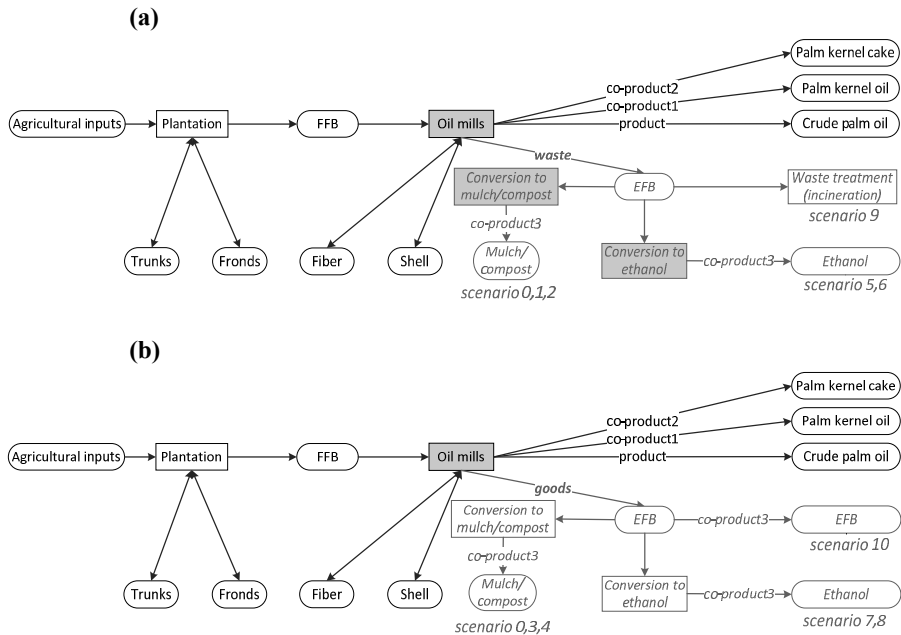 (a)
Palm kernel cake
co-product2
Palm kernel oil
co-product1
Agricultural inputs
Plantation
FFB
Oil mills
product
Crude palm oil
waste
Conversion to
mulch/compost
EFB
Waste treatment
(incineration)
scenario 9
co-product3
Trunks
Fronds
Fiber
Shell
Mulch/
compost
Conversion to
ethanol
co-product3
Ethanol
scenario 0,1,2
scenario 5,6
(b)
Palm kernel cake
co-product2
Palm kernel oil
co-product1
Agricultural inputs
Plantation
FFB
Oil mills
product
Crude palm oil
goods
Conversion to
mulch/compost
EFB
co-product3
EFB
scenario 10
co-product3
Trunks
Fronds
Fiber
Shell
Mulch/
compost
Conversion to
ethanol
co-product3
Ethanol
scenario 0,3,4
scenario 7,8